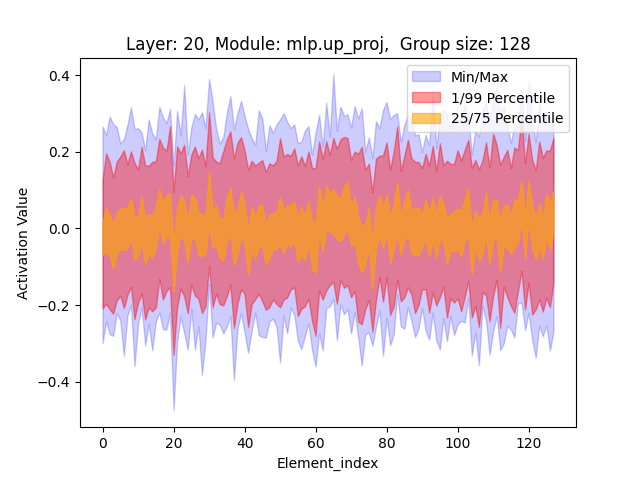 Layer: 20, Module: mlp.up_proj,  Group size: 128
Min/Max
1/99 Percentile
25/75 Percentile
Activation Value
0.4
0.2
0.0
−0.2
−0.4
0 20 40 60 80 100 120
Element_index